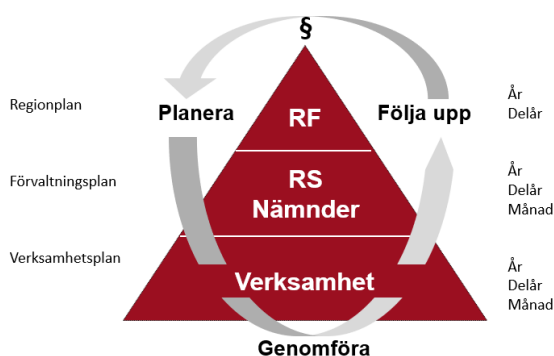 §
Regionplan
Planera
RF
Följa upp
År
Delår
Förvaltningsplan
RS
Nämnder
År
Delår
Månad
Verksamhetsplan
Verksamhet
År
Delår
Månad
Genomföra